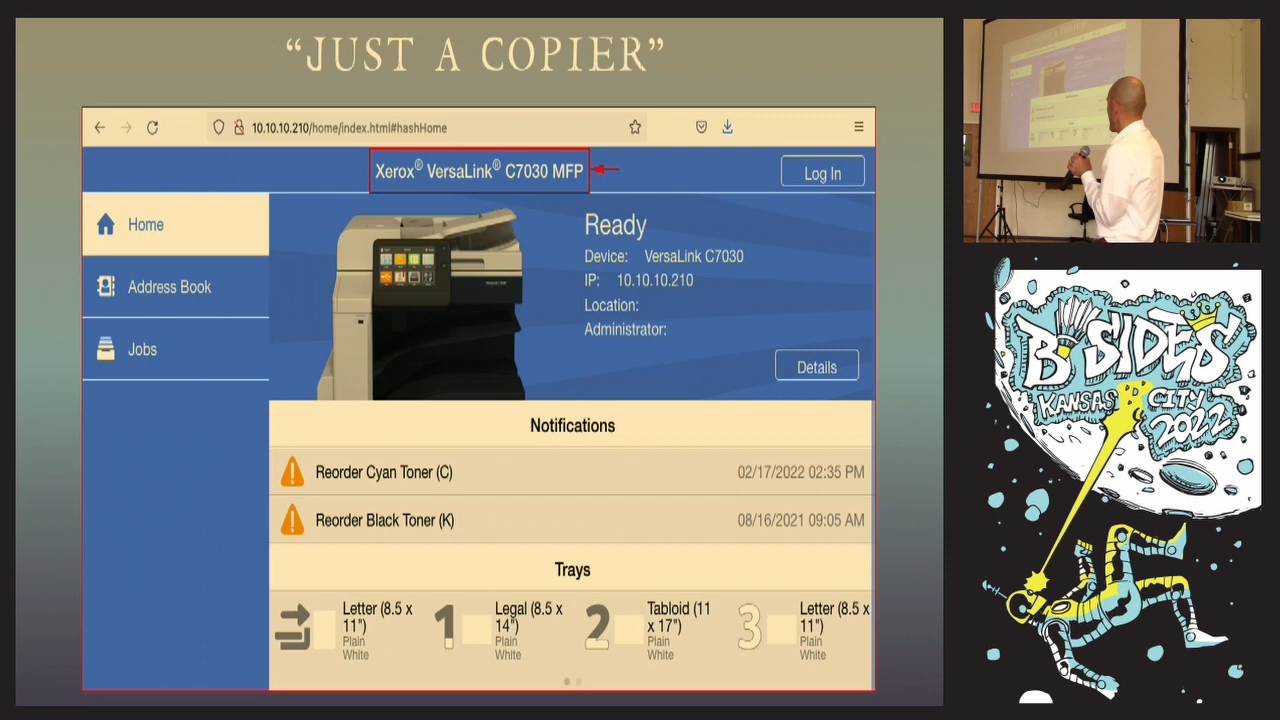 “JUST A COPIER”
10.10.10.210/home/index.html#hashHome
Xerox® VersaLink® C7030 MFP
Log In
Home
Address Book
Jobs
Ready
Device: VersaLink C7030
IP: 10.10.10.210
Location:
Administrator:
Details
Notifications
Reorder Cyan Toner (C) 02/17/2022 02:35 PM
Reorder Black Toner (K) 08/16/2021 09:05 AM
Trays
Letter (8.5 x
11")
Plain
White
1
Legal (8.5 x
14")
Plain
White
2
Tabloid (11
x 17")
Plain
White
3
Letter (8.5 x
11")
Plain
White
BSIDES
KANSAS CITY
2022